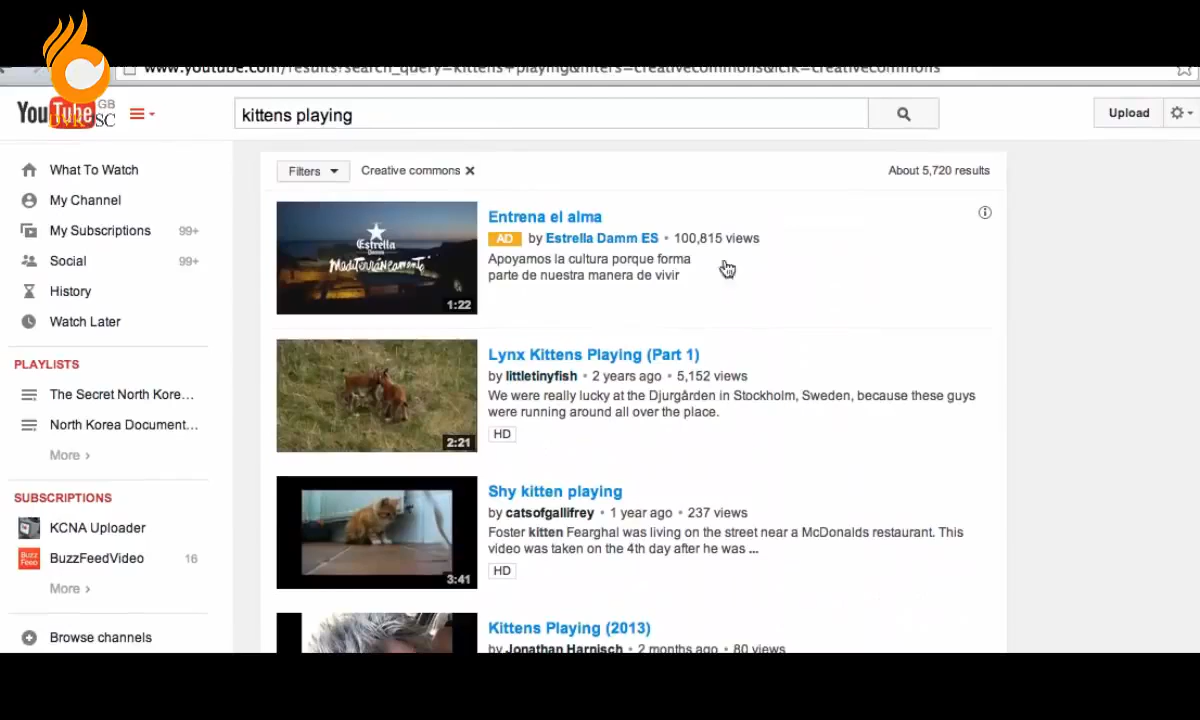 www.youtube.com/results?search_query=kittens+playing&filters=creativecommons&lclk=creativecommons
YouTube GB
kittens playing
Upload
What To Watch
My Channel
My Subscriptions 99+
Social 99+
History
Watch Later
PLAYLISTS
The Secret North Kore...
North Korea Document...
More ›
SUBSCRIPTIONS
KCNA Uploader
Buzz Feed
BuzzFeedVideo 16
More ›
Browse channels
Filters
Creative commons ×
About 5,720 results
Estrella
Damm
Mediterráneamente
1:22
Entrena el alma
AD by Estrella Damm ES • 100,815 views
Apoyamos la cultura porque forma
parte de nuestra manera de vivir
2:21
Lynx Kittens Playing (Part 1)
by littletinyfish • 2 years ago • 5,152 views
We were really lucky at the Djurgården in Stockholm, Sweden, because these guys
were running around all over the place.
HD
3:41
Shy kitten playing
by catsofgallifrey • 1 year ago • 237 views
Foster kitten Fearghal was living on the street near a McDonalds restaurant. This
video was taken on the 4th day after he was ...
HD
Kittens Playing (2013)
by Jonathan Harnisch • 2 months ago • 80 views